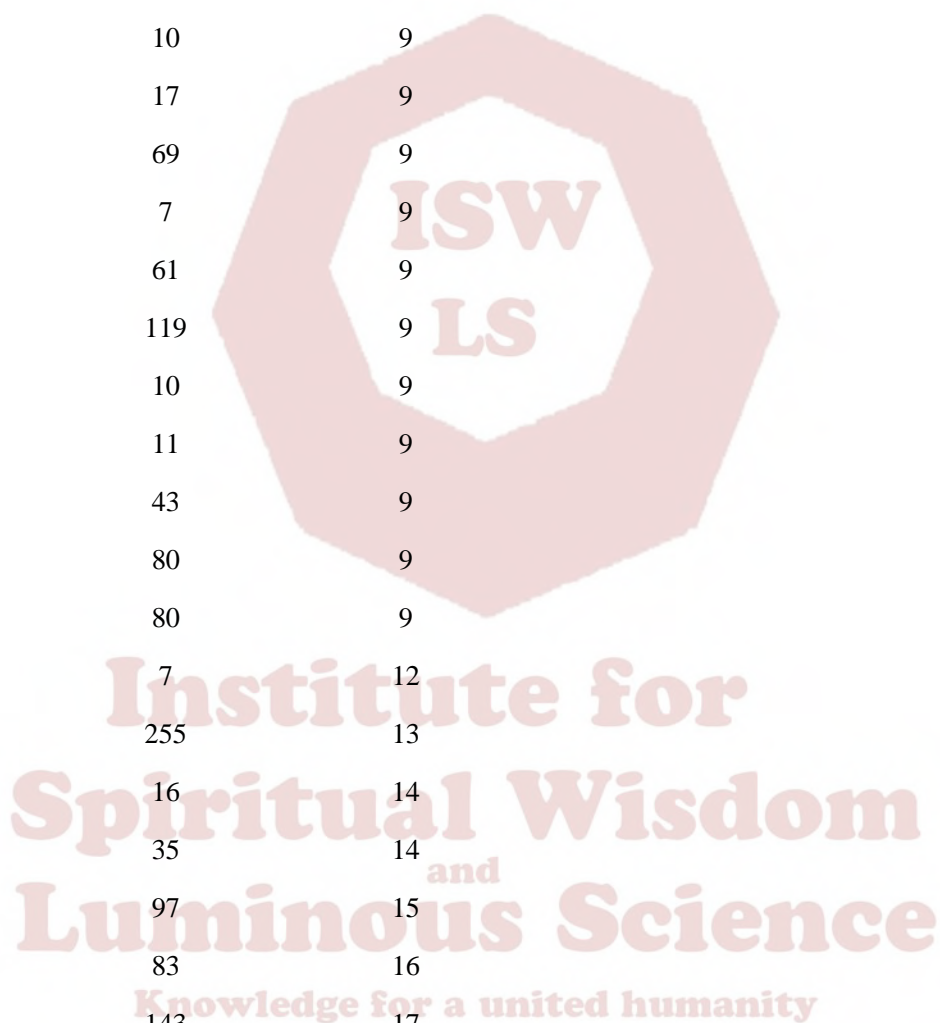 10 9
17 9
69 9
7 9
ISW
61 9
LS
119 9
10 9
11 9
43 9
80 9
80 9
7 12
Institute for
255 13
16 14
Spiritual Wisdom
35 14
and
97 15
Luminous Science
83 16
Knowledge for a united humanity
143 17